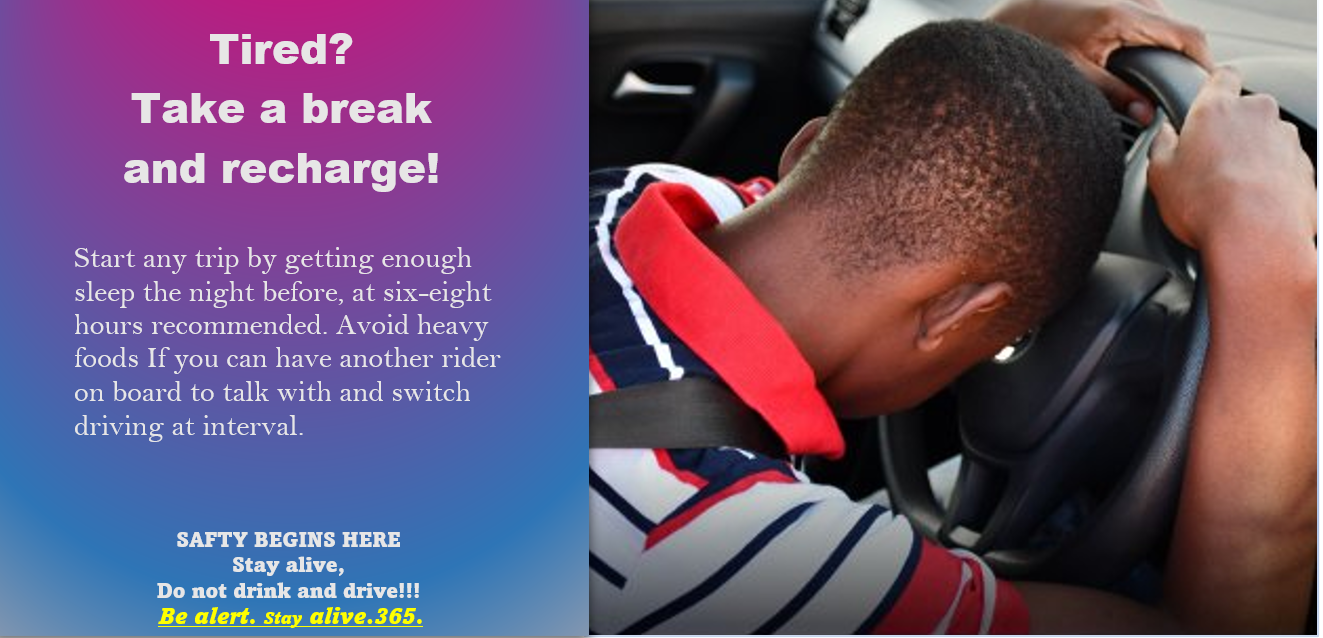 Tired?
Take a break
and recharge!
Start any trip by getting enough
sleep the night before, at six-eight
hours recommended. Avoid heavy
foods If you can have another rider
on board to talk with and switch
driving at interval.
SAFTY BEGINS HERE
Stay alive,
Do not drink and drive!!!
Be alert. Stay alive.365.